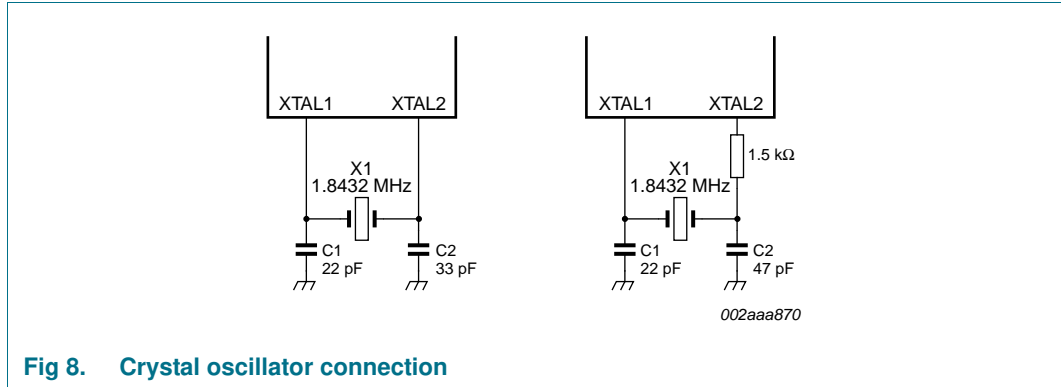 XTAL1 XTAL2
X1
1.8432 MHz
C1
22 pF
C2
33 pF
XTAL1 XTAL2
1.5 kΩ
X1
1.8432 MHz
C1
22 pF
C2
47 pF
002aaa870
Fig 8. Crystal oscillator connection